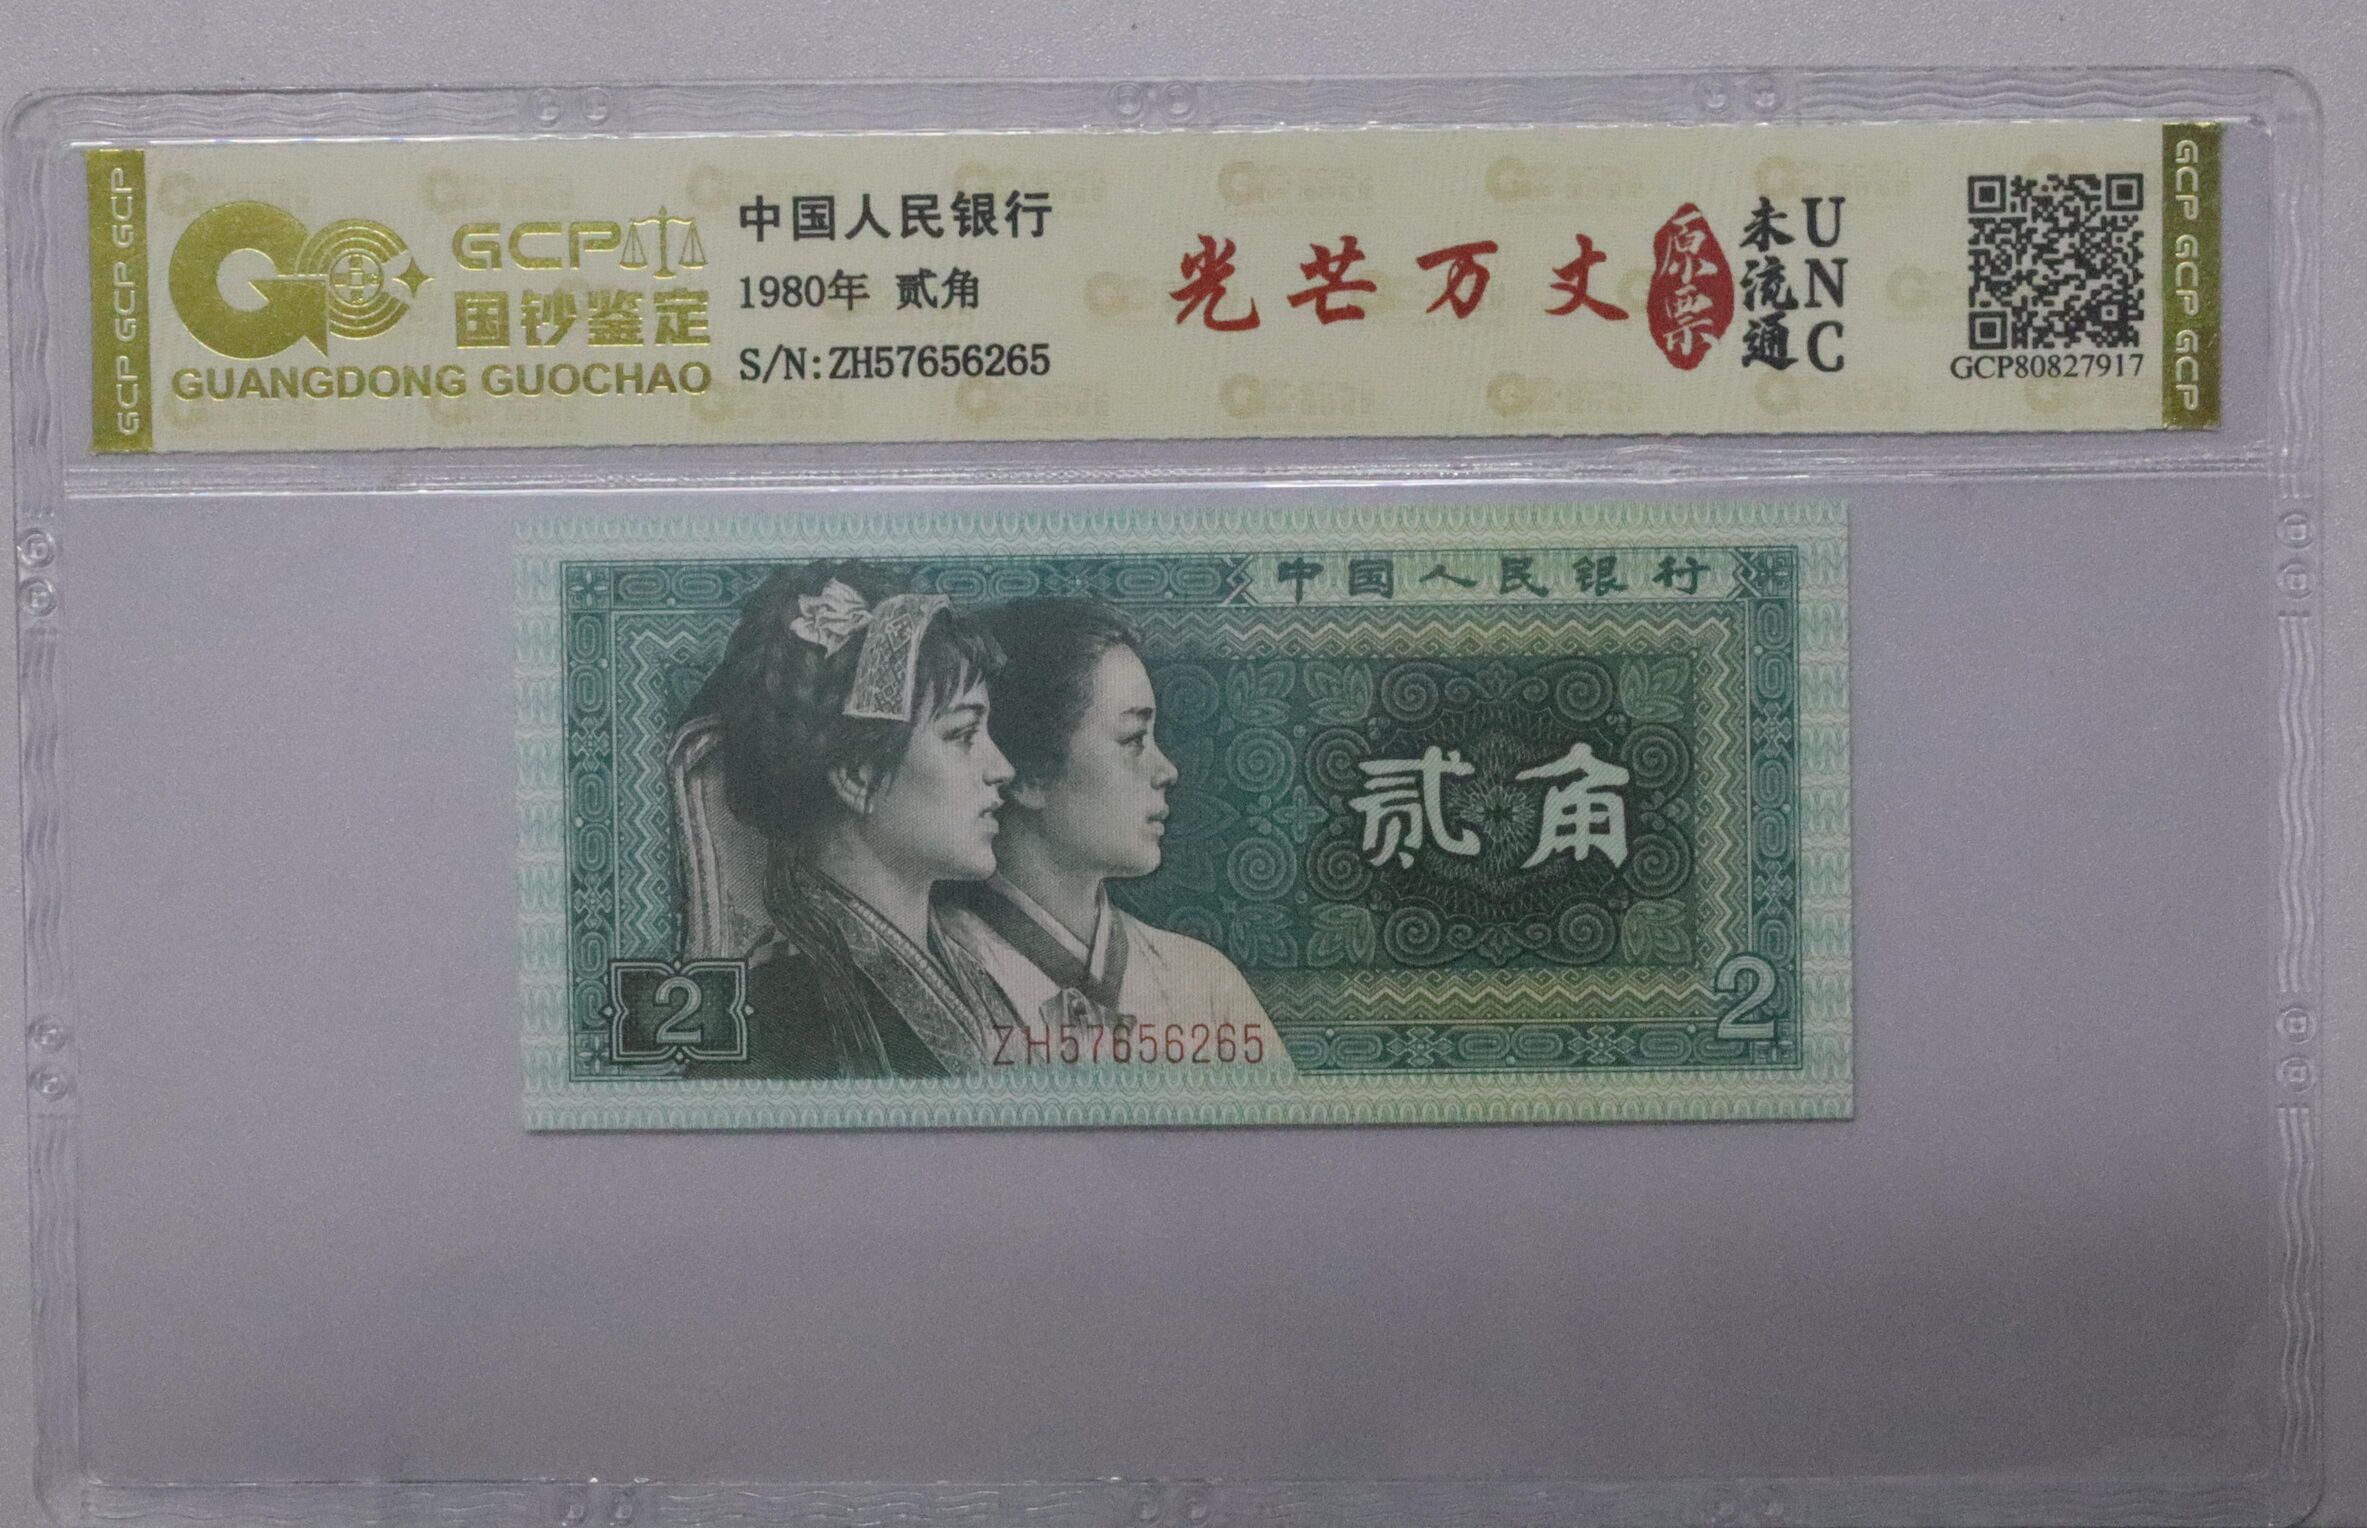 GCP GCP GCP
GCP
国钞鉴定
GUANGDONG GUOCHAO
中国人民银行
1980年 贰角
S/N:ZH57656265
光芒万丈
原票
未流通
UNC
GCP80827917
GCP GCP GCP
中国人民银行
贰角
2
2
ZH57656265